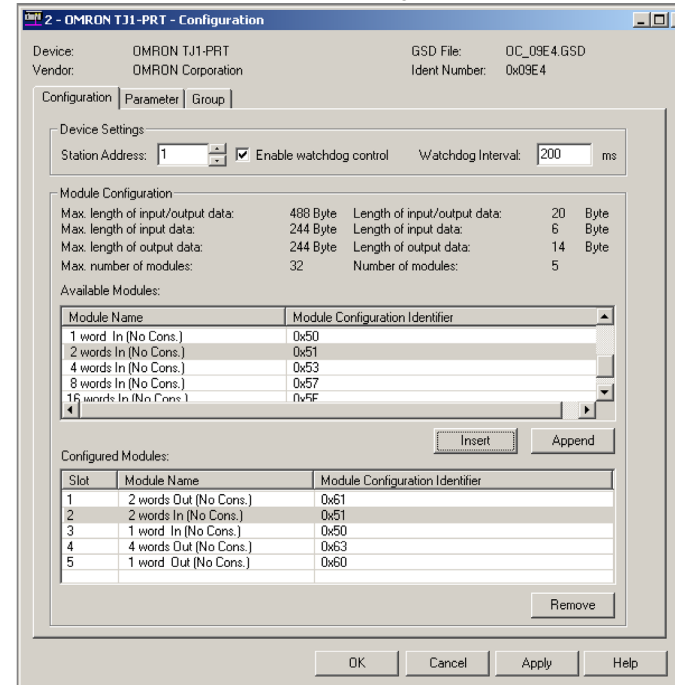 2 - OMRON TJ1-PRT - Configuration
Device: OMRON TJ1-PRT GSD File: OC_09E4.GSD
Vendor: OMRON Corporation Ident Number: 0x09E4
Configuration Parameter Group
Device Settings
Station Address: 1 Enable watchdog control Watchdog Interval: 200 ms
Module Configuration
Max. length of input/output data: 488 Byte Length of input/output data: 20 Byte
Max. length of input data: 244 Byte Length of input data: 6 Byte
Max. length of output data: 244 Byte Length of output data: 14 Byte
Max. number of modules: 32 Number of modules: 5
Available Modules:
Module Name Module Configuration Identifier
1 word In (No Cons.) 0x50
2 words In (No Cons.) 0x51
4 words In (No Cons.) 0x53
8 words In (No Cons.) 0x57
16 words In (No Cons.) 0x5F
Insert Append
Configured Modules:
Slot Module Name Module Configuration Identifier
1 2 words Out (No Cons.) 0x61
2 2 words In (No Cons.) 0x51
3 1 word In (No Cons.) 0x50
4 4 words Out (No Cons.) 0x63
5 1 word Out (No Cons.) 0x60
Remove
OK Cancel Apply Help